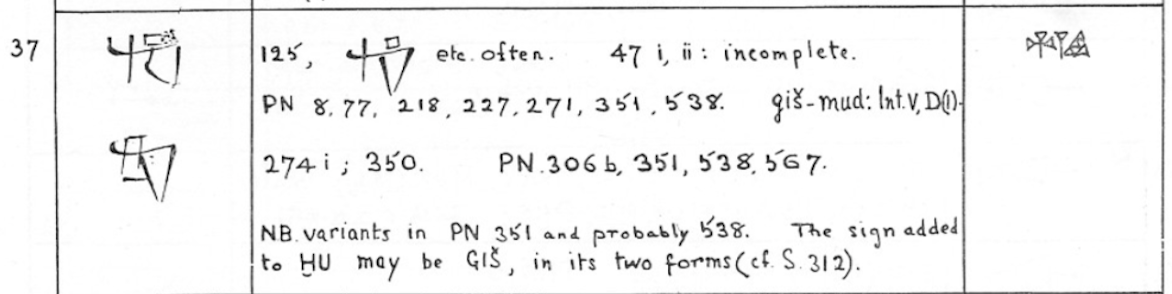 37 125, etc. often. 47 i, ii : incomplete.
PN 8, 77, 218, 227, 271, 351, 538. giš-mud: Int. V, D(1).
274 i ; 350. PN. 306 b, 351, 538, 567.
NB. variants in PN 351 and probably 538. The sign added
to ḪU may be GIŠ, in its two forms (cf. S. 312).